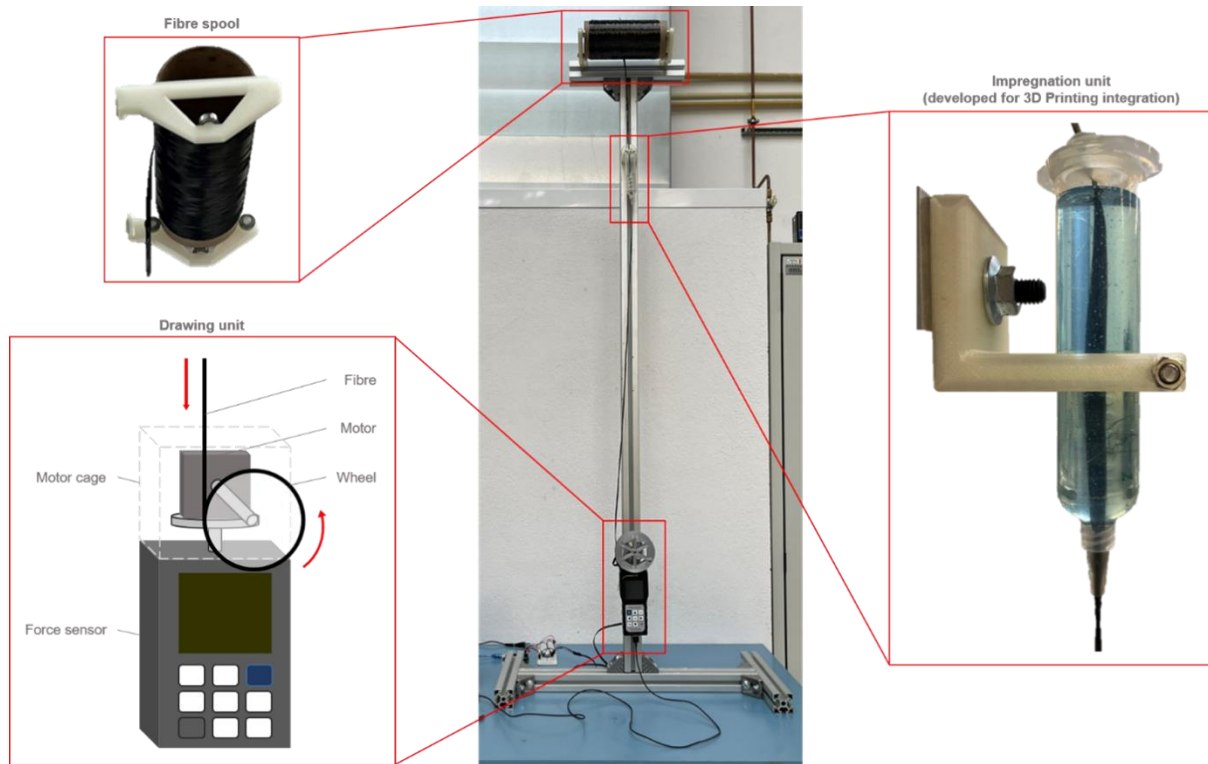 Fibre spool
Impregnation unit
(developed for 3D Printing integration)
Drawing unit
Fibre
Motor
Motor cage
Wheel
Force sensor